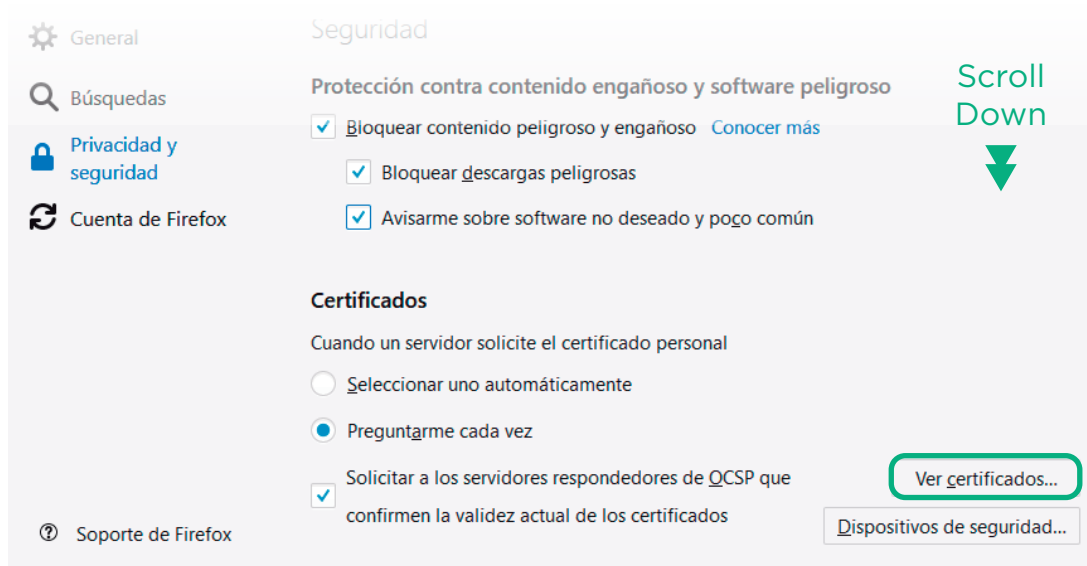 General
Búsquedas
Privacidad y
seguridad
Cuenta de Firefox
Soporte de Firefox
Seguridad
Protección contra contenido engañoso y software peligroso
Bloquear contenido peligroso y engañoso Conocer más
Bloquear descargas peligrosas
Avisarme sobre software no deseado y poco común
Scroll
Down
Certificados
Cuando un servidor solicite el certificado personal
Seleccionar uno automáticamente
Preguntarme cada vez
Solicitar a los servidores respondedores de OCSP que
confirmen la validez actual de los certificados
Ver certificados...
Dispositivos de seguridad...